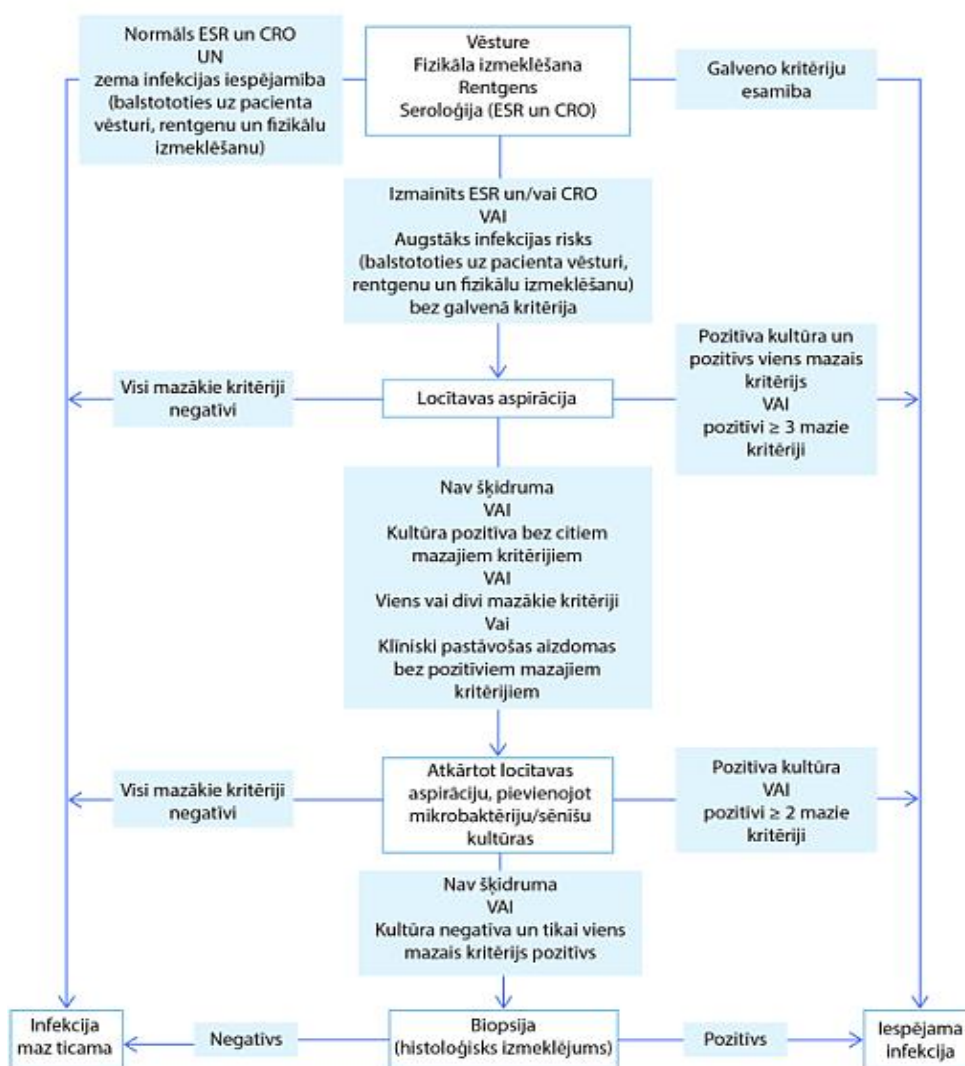 Normāls ESR un CRO
UN
zema infekcijas iespējamība
(balstototies uz pacienta
vēsturi, rentgenu un fizikālu
izmeklēšanu)
Vēsture
Fizikāla izmeklēšana
Rentgens
Seroloģija (ESR un CRO)
Galveno kritēriju
esamība
Izmainīts ESR un/vai CRO
VAI
Augstāks infekcijas risks
(balstototies uz pacienta vēsturi,
rentgenu un fizikālu izmeklēšanu)
bez galvenā kritērija
Visi mazākie kritēriji
negatīvi
Locītavas aspirācija
Pozitīva kultūra un
pozitīvs viens mazais
kritērijs
VAI
pozitīvi ≥ 3 mazie
kritēriji
Nav šķidruma
VAI
Kultūra pozitīva bez citiem
mazajiem kritērijiem
VAI
Viens vai divi mazākie kritēriji
Vai
Klīniski pastāvošas aizdomas
bez pozitīviem mazajiem
kritērijiem
Visi mazākie kritēriji
negatīvi
Atkārtot locītavas
aspirāciju, pievienojot
mikrobaktēriju/sēnīšu
kultūras
Pozitīva kultūra
VAI
pozitīvi ≥ 2 mazie
kritēriji
Nav šķidruma
VAI
Kultūra negatīva un tikai viens
mazais kritērijs pozitīvs
Infekcija
maz ticama
Negatīvs
Biopsija
(histoloģisks izmeklējums)
Pozitīvs
Iespējama
infekcija